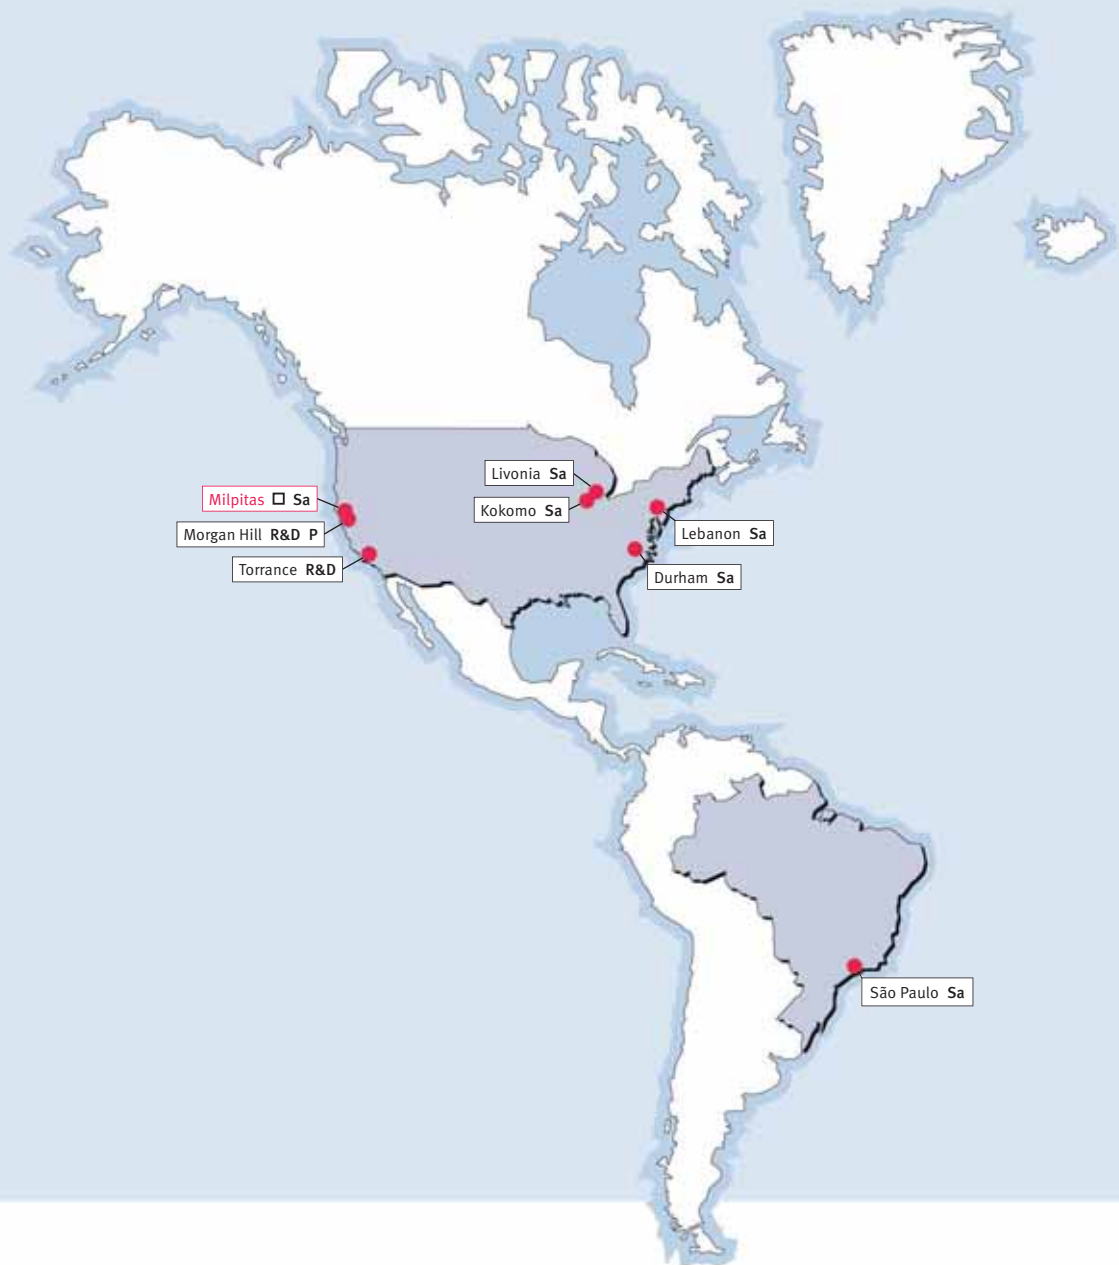 Livonia Sa
Milpitas □ Sa
Kokomo Sa
Morgan Hill R&D P
Lebanon Sa
Torrance R&D
Durham Sa
São Paulo Sa